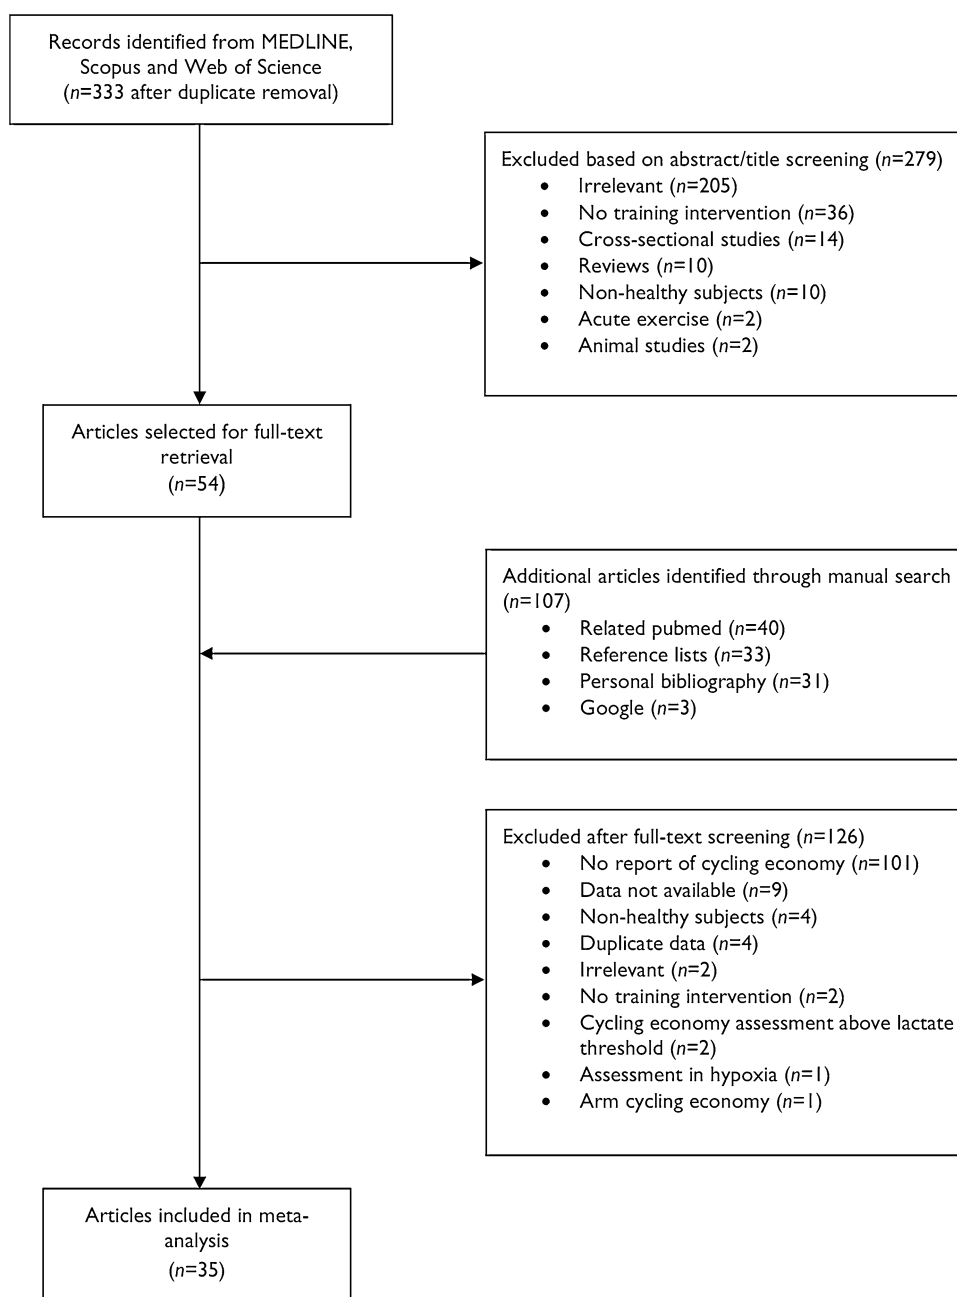 Records identified from MEDLINE,
Scopus and Web of Science
(n=333 after duplicate removal)
Excluded based on abstract/title screening (n=279)
• Irrelevant (n=205)
• No training intervention (n=36)
• Cross-sectional studies (n=14)
• Reviews (n=10)
• Non-healthy subjects (n=10)
• Acute exercise (n=2)
• Animal studies (n=2)
Articles selected for full-text
retrieval
(n=54)
Additional articles identified through manual search
(n=107)
• Related pubmed (n=40)
• Reference lists (n=33)
• Personal bibliography (n=31)
• Google (n=3)
Excluded after full-text screening (n=126)
• No report of cycling economy (n=101)
• Data not available (n=9)
• Non-healthy subjects (n=4)
• Duplicate data (n=4)
• Irrelevant (n=2)
• No training intervention (n=2)
• Cycling economy assessment above lactate
threshold (n=2)
• Assessment in hypoxia (n=1)
• Arm cycling economy (n=1)
Articles included in meta-
analysis
(n=35)